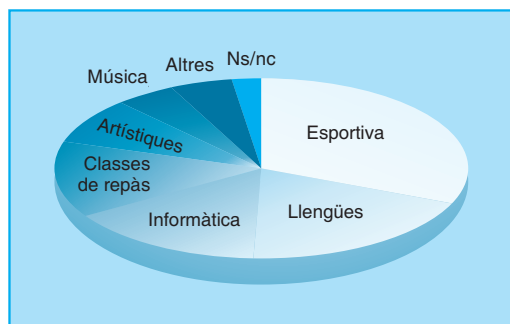 Ns/nc
Altres
Música
Esportiva
Artístiques
Classes
de repàs
Informàtica
Llengües